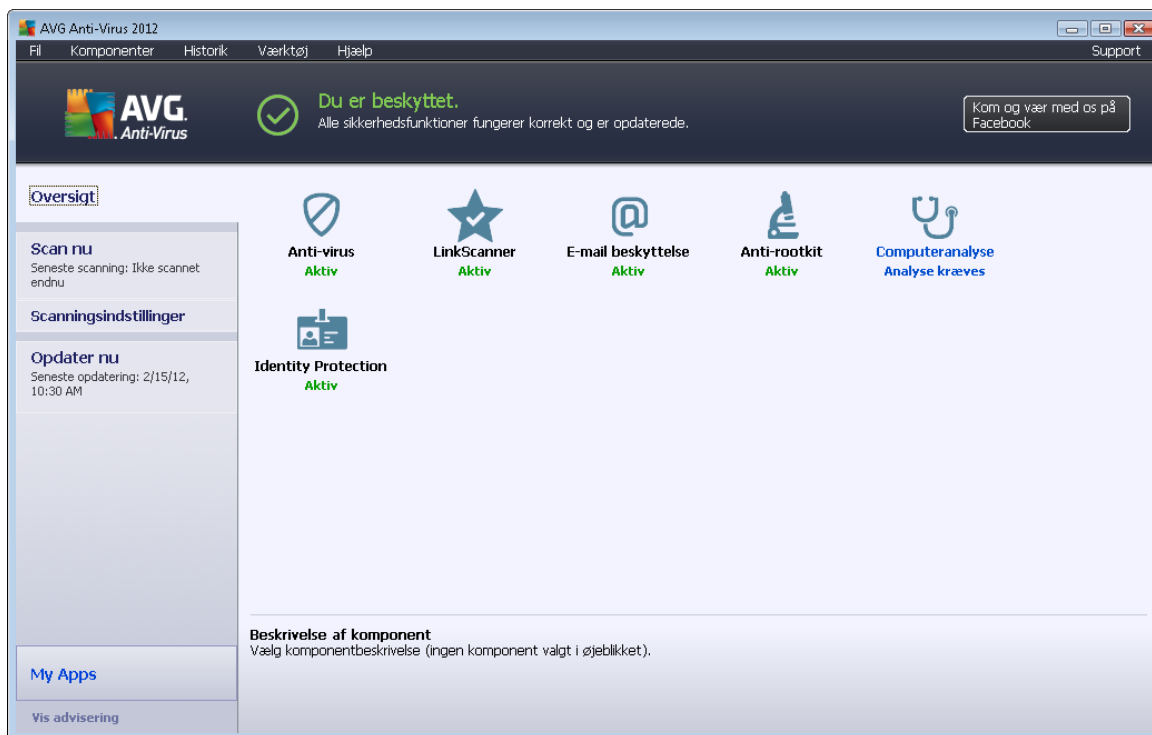 AVG Anti-Virus 2012
Fil Komponenter Historik Værktøj Hjælp Support
AVG.
Anti-Virus
Du er beskyttet.
Alle sikkerhedsfunktioner fungerer korrekt og er opdaterede.
Kom og vær med os på
Facebook
Oversigt
Scan nu
Seneste scanning: Ikke scannet
endnu
Scanningsindstillinger
Opdater nu
Seneste opdatering: 2/15/12,
10:30 AM
My Apps
Vis advisering
Anti-virus
Aktiv
LinkScanner
Aktiv
E-mail beskyttelse
Aktiv
Anti-rootkit
Aktiv
Computeranalyse
Analyse kræves
Identity Protection
Aktiv
Beskrivelse af komponent
Vælg komponentbeskrivelse (ingen komponent valgt i øjeblikket).